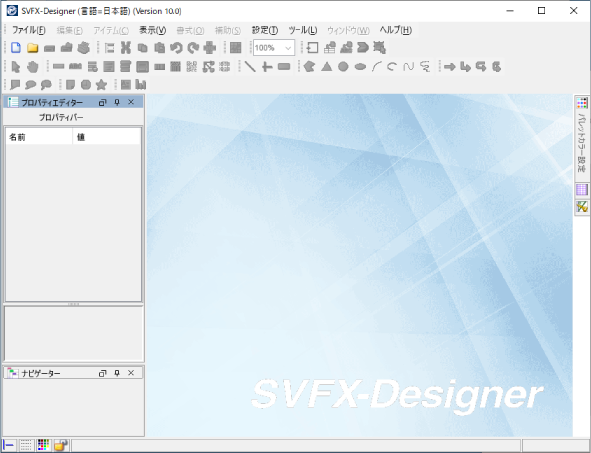 SVFX-Designer (言語=日本語) (Version 10.0)
ファイル(F) 編集(E) アイテム(C) 表示(V) 書式(O) 補助(S) 設定(T) ツール(L) ウィンドウ(W) ヘルプ(H)
100%
プロパティエディター
プロパティバー
名前 値
パレットカラー設定
ナビゲーター
SVFX-Designer